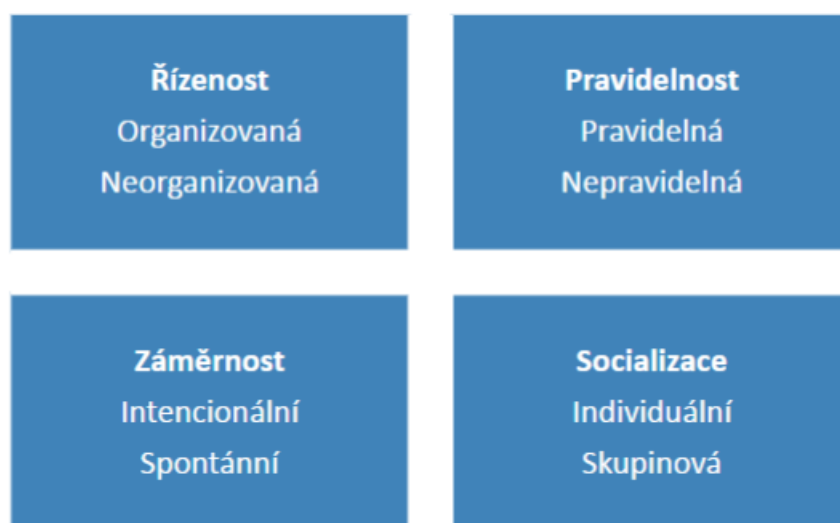 Řízenost
Organizovaná
Neorganizovaná
Pravidelnost
Pravidelná
Nepravidelná
Záměrnost
Intencionální
Spontánní
Socializace
Individuální
Skupinová